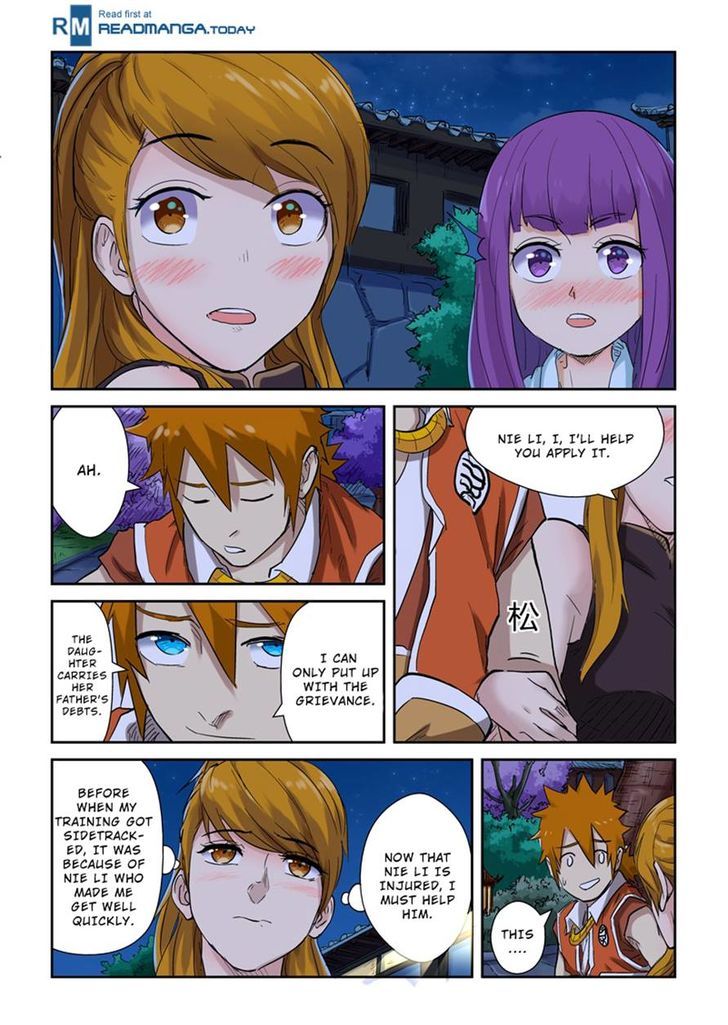 RM
Read first at
READMANGA.TODAY
NIE LI, I, I'LL HELP
YOU APPLY IT.
AH.
松
THE
DAUG-
HTER
CARRIES
HER
FATHER'S
DEBTS.
I CAN
ONLY PUT UP
WITH THE
GRIEVANCE.
BEFORE
WHEN MY
TRAINING GOT
SIDETRACK-
ED, IT WAS
BECAUSE OF
NIE LI WHO
MADE ME
GET WELL
QUICKLY.
NOW THAT
NIE LI IS
INJURED, I
MUST HELP
HIM.
THIS
....